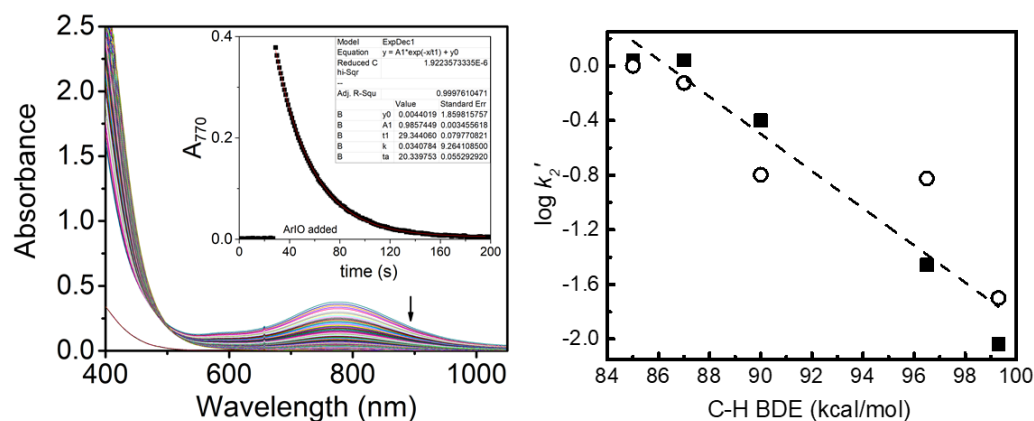 2.5
2.0
1.5
1.0
0.5
0.0
Absorbance
400
600
800
1000
Wavelength (nm)
0.4
0.2
0.0
A770
0
40
80
120
160
200
time (s)
ArIO added
Model ExpDec1
Equation y = A1*exp(-x/t1) + y0
Reduced C 1.9223573335E-6
hi-Sqr
--
Adj. R-Squ 0.9997610471
Value Standard Err
B y0 0.0044019 1.859815757
B A1 0.9857449 0.003455618
B t1 29.344060 0.079770821
B k 0.0340784 9.264108500
B ta 20.339753 0.055292920
0.0
-0.4
-0.8
-1.2
-1.6
-2.0
log k2'
84 86 88 90 92 94 96 98 100
C-H BDE (kcal/mol)